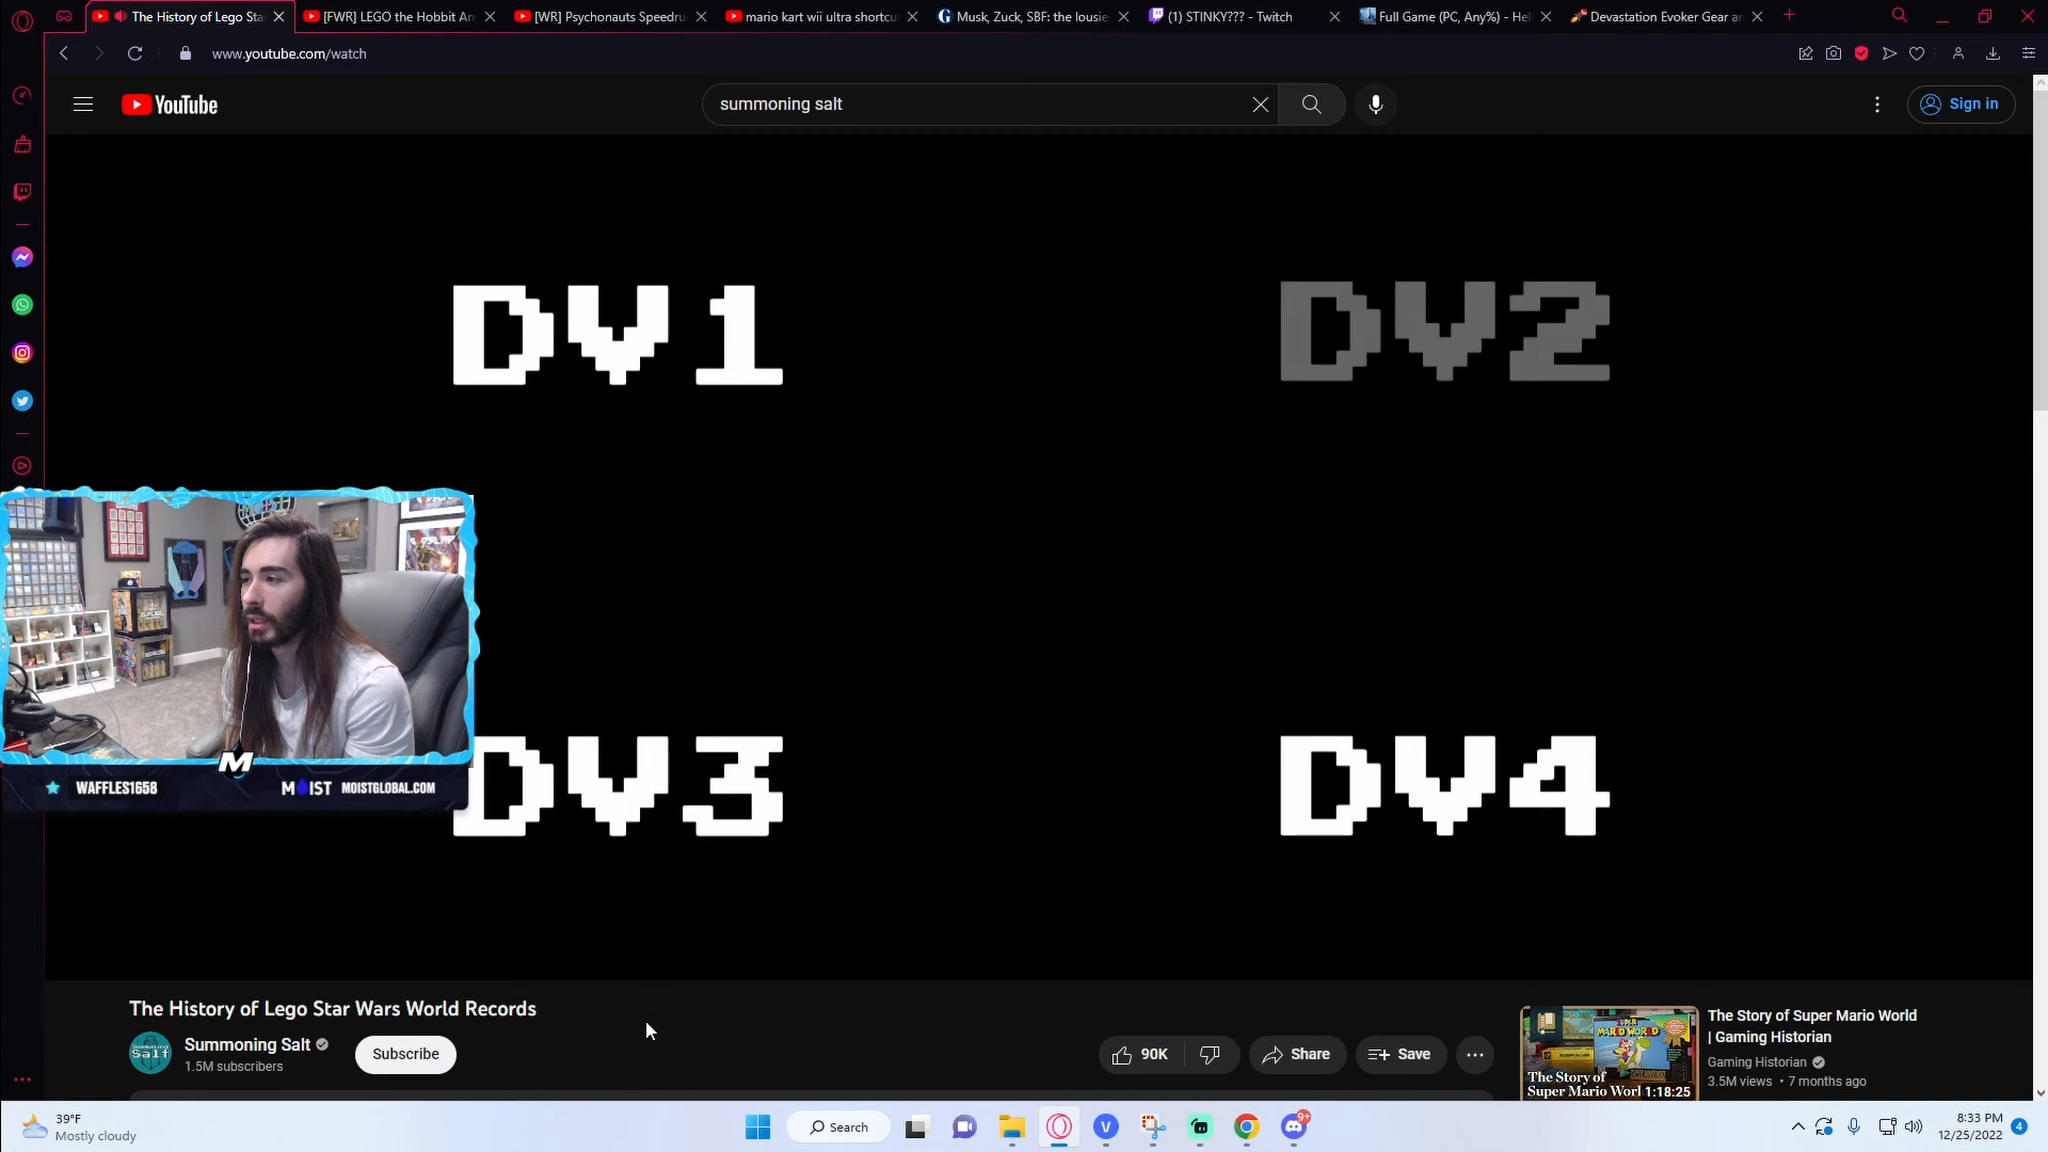 The History of Lego Sta
[FWR] LEGO the Hobbit An
[WR] Psychonauts Speedru
mario kart wii ultra shortcu
Musk, Zuck, SBF: the lousie
(1) STINKY??? - Twitch
Full Game (PC, Any%) - Hel
Devastation Evoker Gear an
www.youtube.com/watch
YouTube
summoning salt
Sign in
DV1
DV2
DV3
DV4
MOIST
WAFFLES1658
M
MOIST
MOISTGLOBAL.COM
The History of Lego Star Wars World Records
Summoning Salt
1.5M subscribers
Subscribe
90K
Share
Save
The Story of
Super Mario Worl
1:18:25
The Story of Super Mario World
| Gaming Historian
Gaming Historian
3.5M views • 7 months ago
39°F
Mostly cloudy
Search
9+
8:33 PM
12/25/2022
4